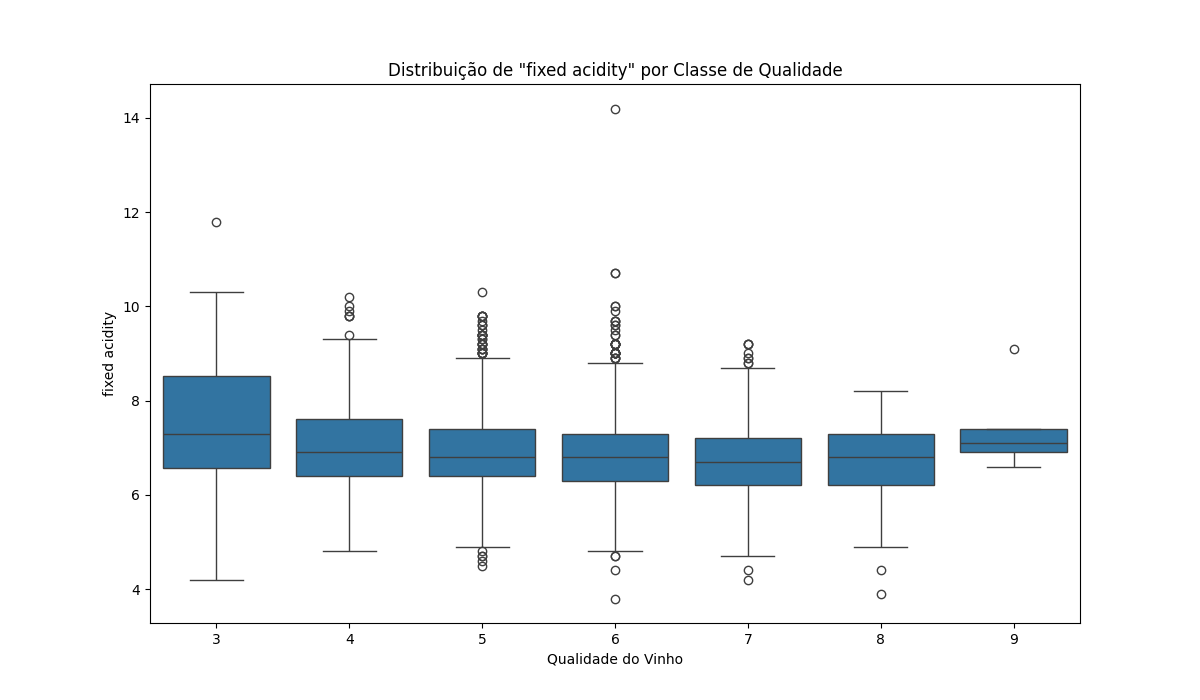 Distribuição de "fixed acidity" por Classe de Qualidade
14
12
10
8
6
4
fixed acidity
3 4 5 6 7 8 9
Qualidade do Vinho